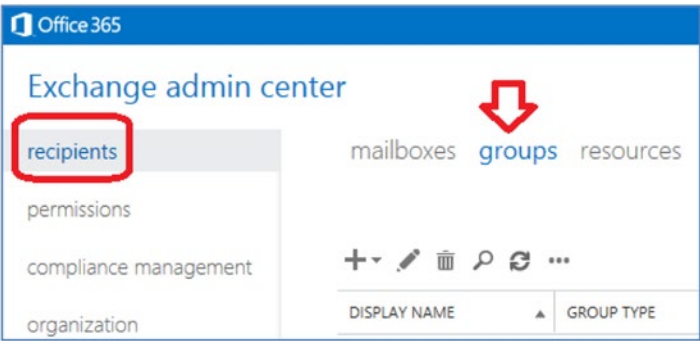 Office 365
Exchange admin center
recipients
mailboxes groups resources
permissions
compliance management
organization
DISPLAY NAME GROUP TYPE